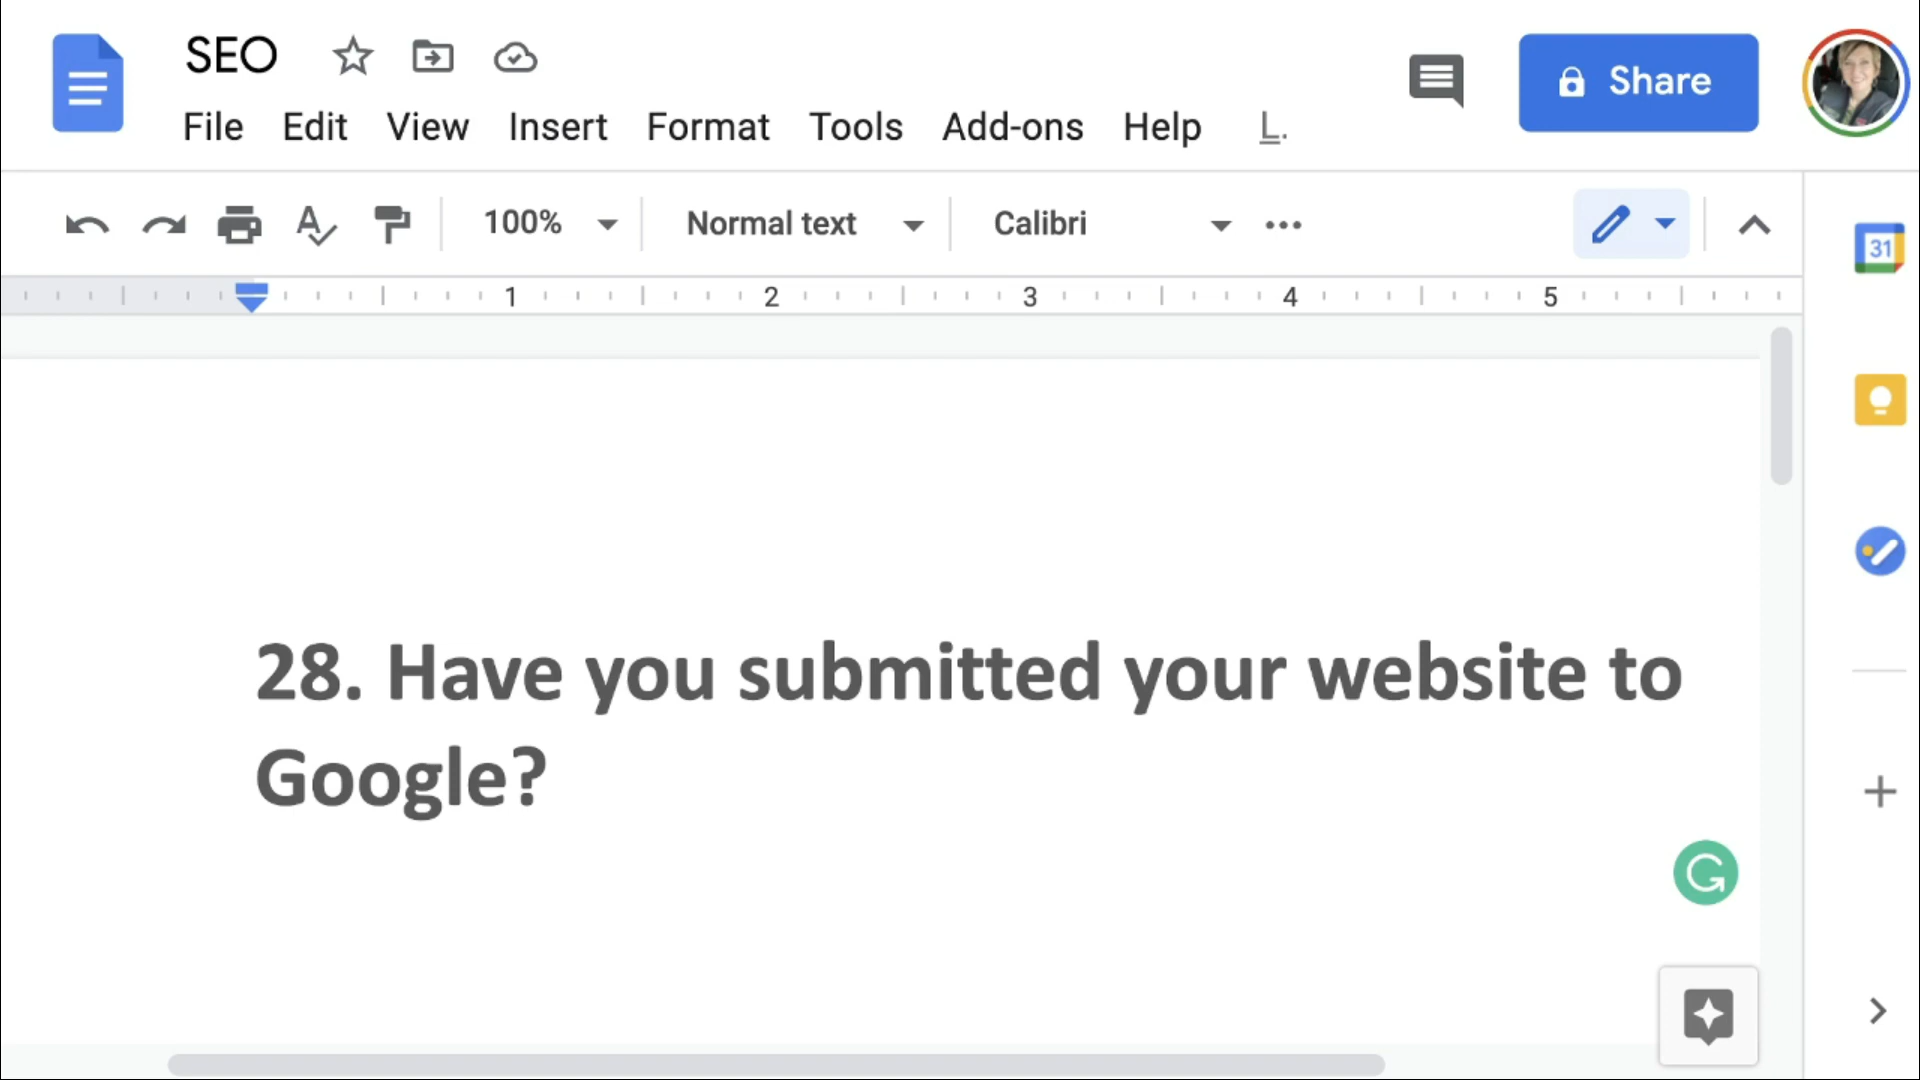 SEO
File Edit View Insert Format Tools Add-ons Help L.
Share
100% Normal text Calibri
31
1 2 3 4 5
28. Have you submitted your website to
Google?